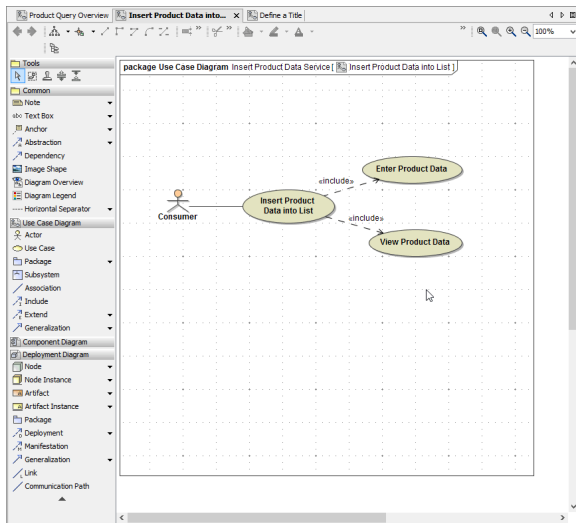 Product Query Overview
Insert Product Data into...
Define a Title
100%
Tools
Common
Note
abc Text Box
Anchor
Abstraction
Dependency
Image Shape
Diagram Overview
Diagram Legend
Horizontal Separator
Use Case Diagram
Actor
Use Case
Package
Subsystem
Association
Include
Extend
Generalization
Component Diagram
Deployment Diagram
Node
Node Instance
Artifact
Artifact Instance
Package
Deployment
Manifestation
Generalization
Link
Communication Path
package Use Case Diagram Insert Product Data Service [ Insert Product Data into List ]
Enter Product Data
«include»
Insert Product
Data into List
Consumer
«include»
View Product Data